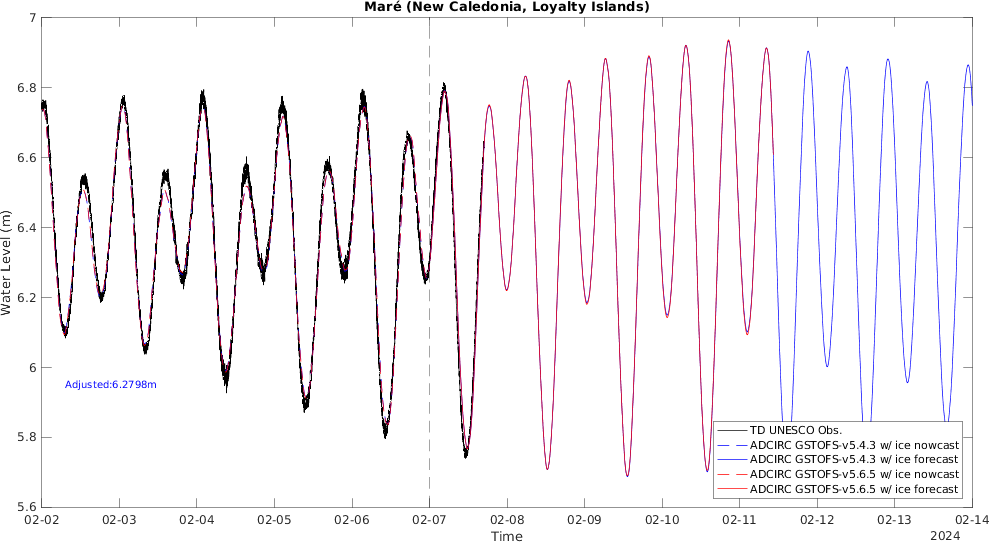 Maré (New Caledonia, Loyalty Islands)
7
6.8
6.6
6.4
6.2
6
5.8
5.6
Water Level (m)
Adjusted:6.2798m
TD UNESCO Obs.
ADCIRC GSTOFS-v5.4.3 w/ ice nowcast
ADCIRC GSTOFS-v5.4.3 w/ ice forecast
ADCIRC GSTOFS-v5.6.5 w/ ice nowcast
ADCIRC GSTOFS-v5.6.5 w/ ice forecast
02-02 02-03 02-04 02-05 02-06 02-07 02-08 02-09 02-10 02-11 02-12 02-13 02-14
Time
2024